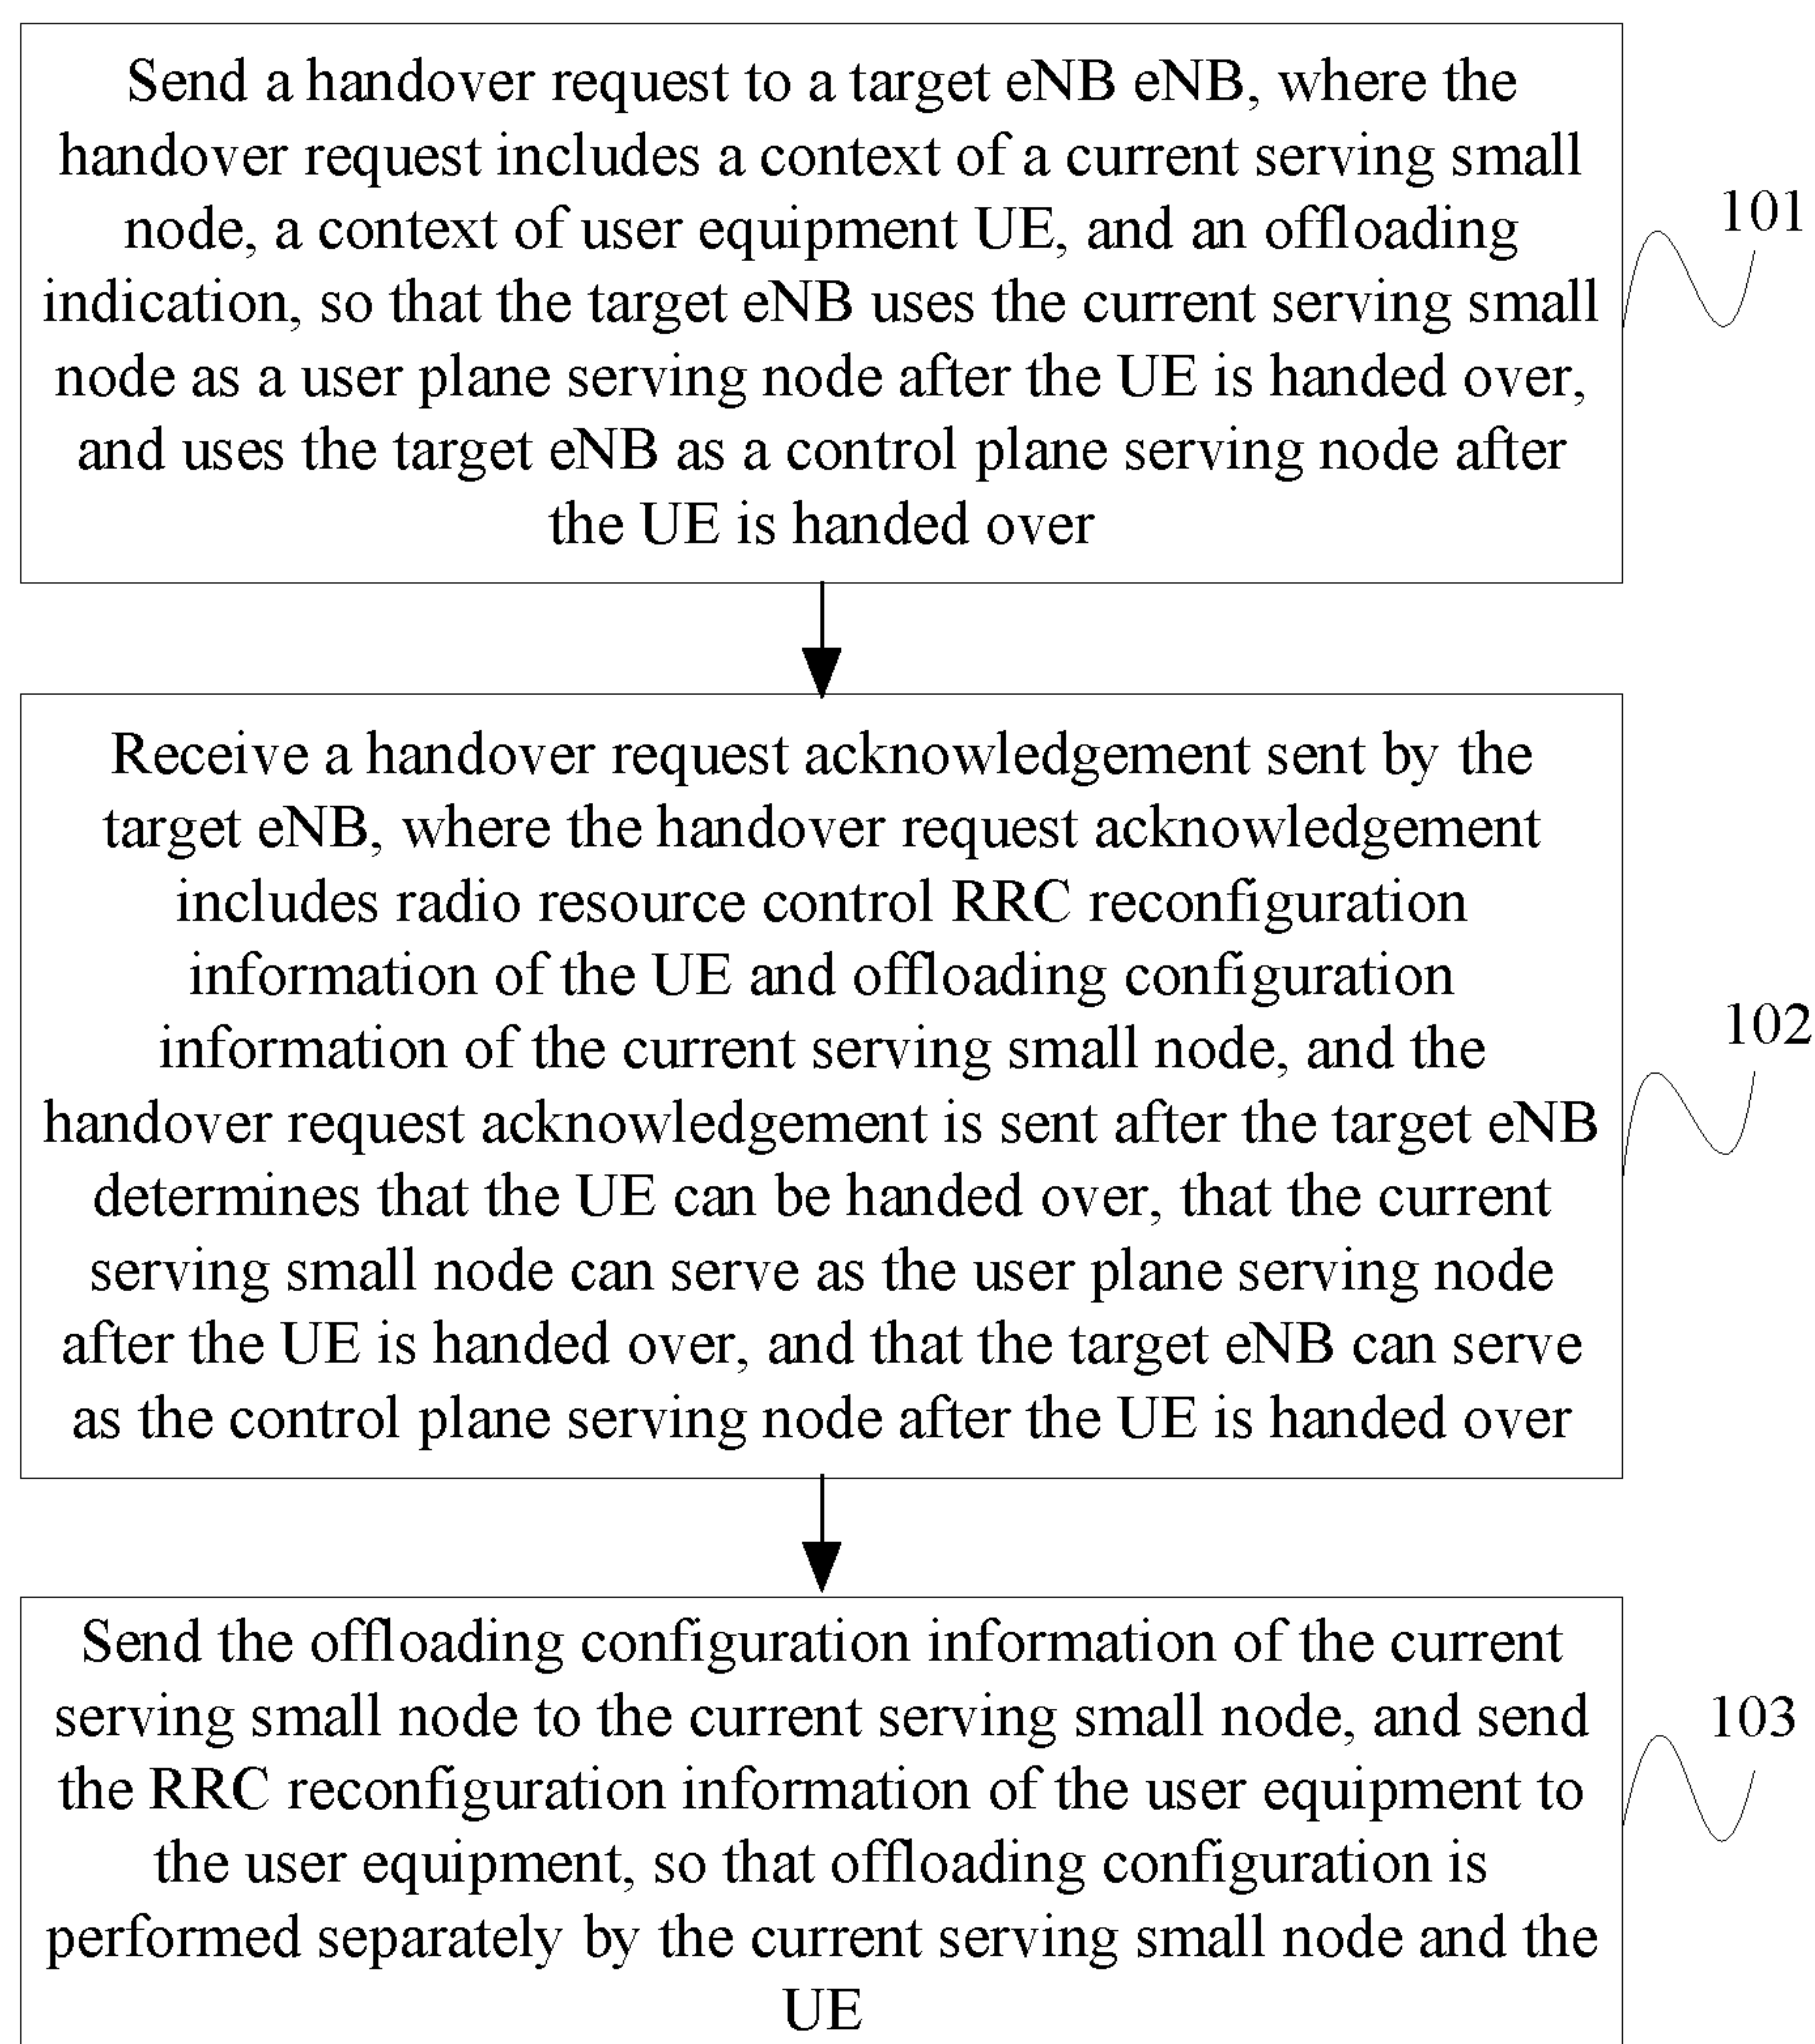 Send a handover request to a target eNB eNB, where the
handover request includes a context of a current serving small
node, a context of user equipment UE, and an offloading
indication, so that the target eNB uses the current serving small
node as a user plane serving node after the UE is handed over,
and uses the target eNB as a control plane serving node after
the UE is handed over
101
Receive a handover request acknowledgement sent by the
target eNB, where the handover request acknowledgement
includes radio resource control RRC reconfiguration
information of the UE and offloading configuration
information of the current serving small node, and the
handover request acknowledgement is sent after the target eNB
determines that the UE can be handed over, that the current
serving small node can serve as the user plane serving node
after the UE is handed over, and that the target eNB can serve
as the control plane serving node after the UE is handed over
102
Send the offloading configuration information of the current
serving small node to the current serving small node, and send
the RRC reconfiguration information of the user equipment to
the user equipment, so that offloading configuration is
performed separately by the current serving small node and the
UE
103